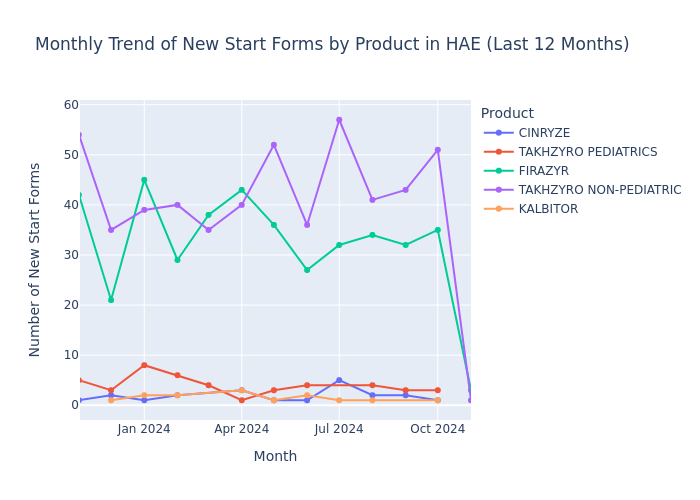 Monthly Trend of New Start Forms by Product in HAE (Last 12 Months)
Product
CINRYZE
TAKHZYRO PEDIATRICS
FIRAZYR
TAKHZYRO NON-PEDIATRIC
KALBITOR
Number of New Start Forms
60
50
40
30
20
10
0
Jan 2024
Apr 2024
Jul 2024
Oct 2024
Month